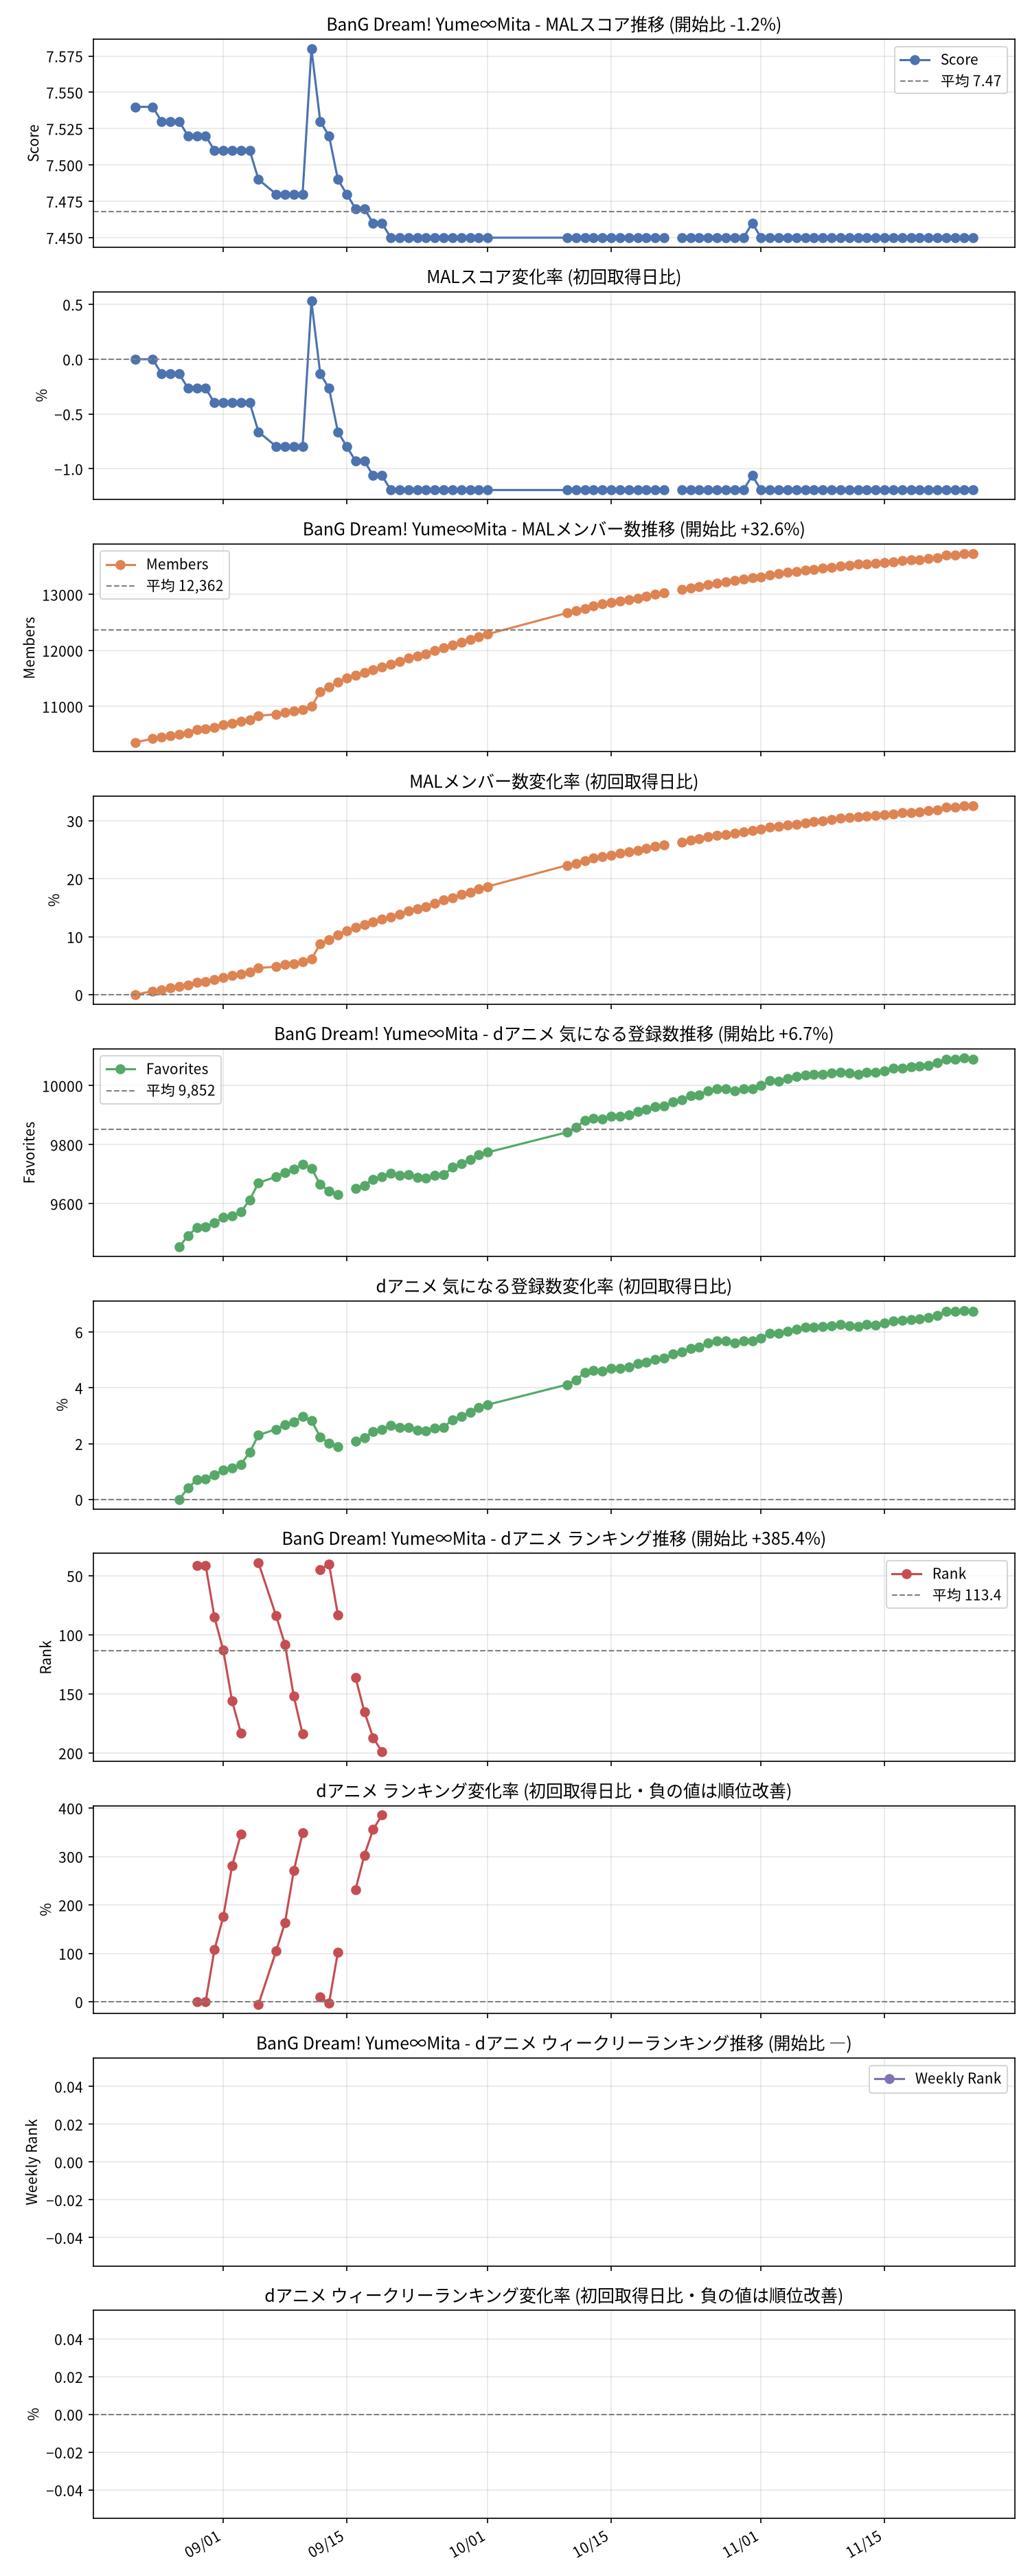 BanG Dream! Yume∞Mita - MALスコア推移 (開始比 -1.2%)
Score
7.575
7.550
7.525
7.500
7.475
7.450
Score
平均 7.47
MALスコア変化率 (初回取得日比)
%
0.5
0.0
−0.5
−1.0
BanG Dream! Yume∞Mita - MALメンバー数推移 (開始比 +32.6%)
Members
13000
12000
11000
Members
平均 12,362
MALメンバー数変化率 (初回取得日比)
%
30
20
10
0
BanG Dream! Yume∞Mita - dアニメ 気になる登録数推移 (開始比 +6.7%)
Favorites
10000
9800
9600
Favorites
平均 9,852
dアニメ 気になる登録数変化率 (初回取得日比)
%
6
4
2
0
BanG Dream! Yume∞Mita - dアニメ ランキング推移 (開始比 +385.4%)
Rank
50
100
150
200
Rank
平均 113.4
dアニメ ランキング変化率 (初回取得日比・負の値は順位改善)
%
400
300
200
100
0
BanG Dream! Yume∞Mita - dアニメ ウィークリーランキング推移 (開始比 —)
Weekly Rank
0.04
0.02
0.00
−0.02
−0.04
Weekly Rank
dアニメ ウィークリーランキング変化率 (初回取得日比・負の値は順位改善)
%
0.04
0.02
0.00
−0.02
−0.04
09/01
09/15
10/01
10/15
11/01
11/15